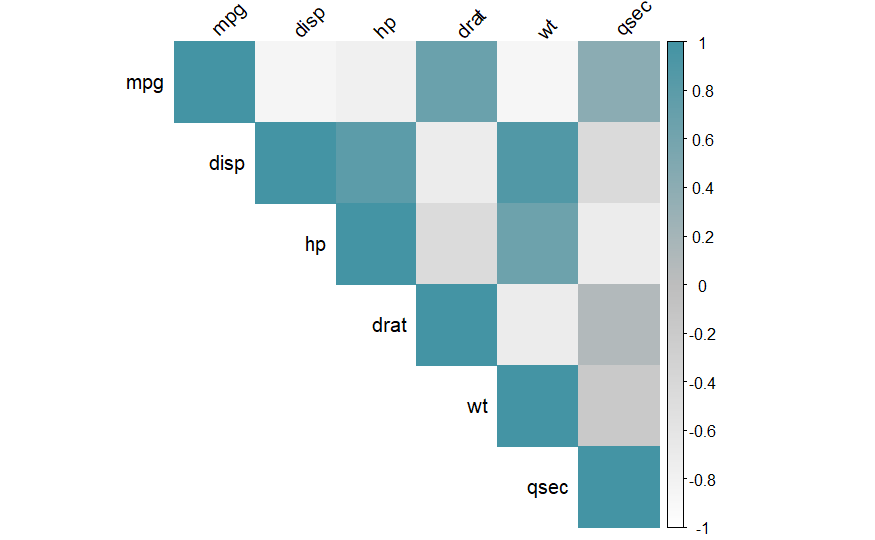 mpg
disp
hp
drat
wt
qsec
mpg
disp
hp
drat
wt
qsec
1
0.8
0.6
0.4
0.2
0
-0.2
-0.4
-0.6
-0.8
-1